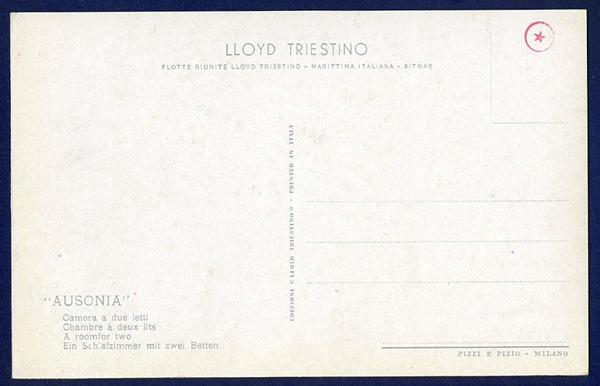 LLOYD TRIESTINO
FLOTTE RIUNITE LLOYD TRIESTINO - MARITTIMA ITALIANA - SITMAR
EDIZIONI «LLOYD TRIESTINO» - PRINTED IN ITALY
"AUSONIA"
Camera a due letti
Chambre à deux lits
A roomfor two
Ein Schlafzimmer mit zwei Betten
PIZZI E PIZIO - MILANO